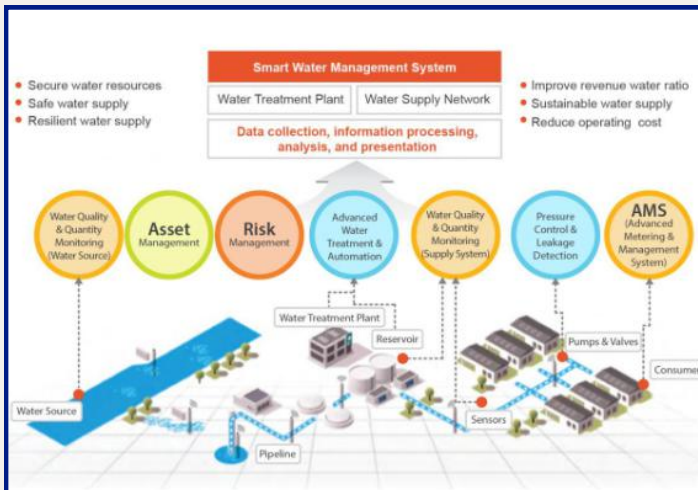 Smart Water Management System
Secure water resources
Safe water supply
Resilient water supply
Water Treatment Plant
Water Supply Network
Improve revenue water ratio
Sustainable water supply
Reduce operating cost
Data collection, information processing,
analysis, and presentation
Water Quality
& Quantity
Monitoring
(Water Source)
Asset
Management
Risk
Management
Advanced
Water
Treatment &
Automation
Water Quality
& Quantity
Monitoring
(Supply System)
Pressure
Control &
Leakage
Detection
AMS
(Advanced
Metering &
Management
System)
Water Treatment Plant
Reservoir
Pumps & Valves
Consumer
Water Source
Sensors
Pipeline